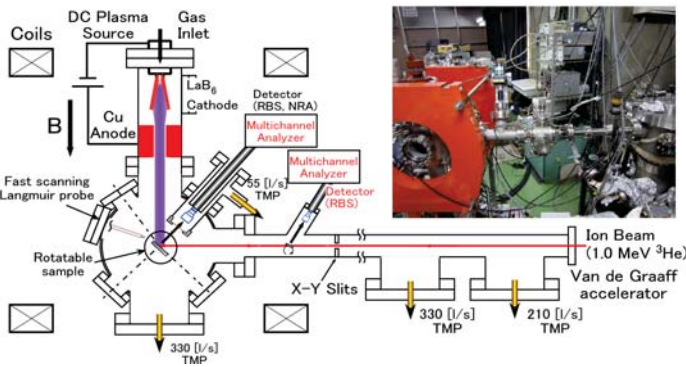 DC Plasma
Source
Gas
Inlet
Coils
LaB6
Cathode
B
Cu
Anode
Detector
(RBS, NRA)
Multichannel
Analyzer
Multichannel
Analyzer
Detector
(RBS)
55 [l/s]
TMP
Fast scanning
Langmuir probe
Rotatable
sample
Ion Beam
(1.0 MeV ³He)
Van de Graaff
accelerator
X-Y Slits
330 [l/s]
TMP
210 [l/s]
TMP
330 [l/s]
TMP